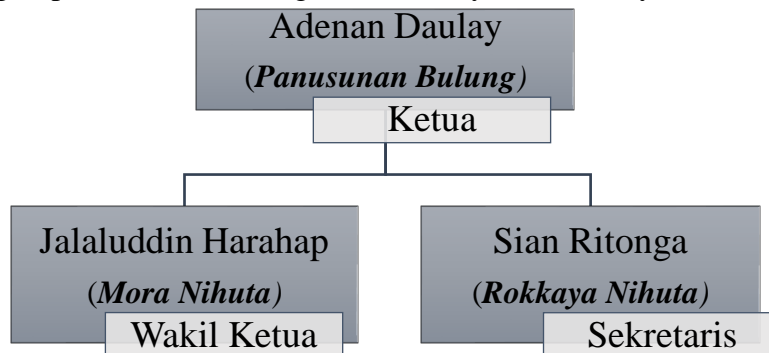 Adenan Daulay
(Panusunan Bulung)
Ketua
Jalaluddin Harahap
(Mora Nihuta)
Wakil Ketua
Sian Ritonga
(Rokkaya Nihuta)
Sekretaris